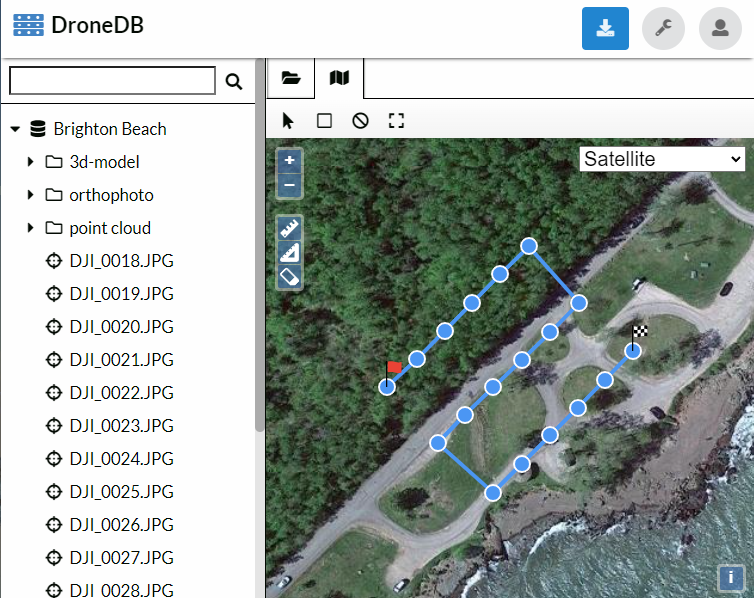 DroneDB
Brighton Beach
3d-model
orthophoto
point cloud
DJI_0018.JPG
DJI_0019.JPG
DJI_0020.JPG
DJI_0021.JPG
DJI_0022.JPG
DJI_0023.JPG
DJI_0024.JPG
DJI_0025.JPG
DJI_0026.JPG
DJI_0027.JPG
DJI_0028.JPG
Satellite
+
−
i